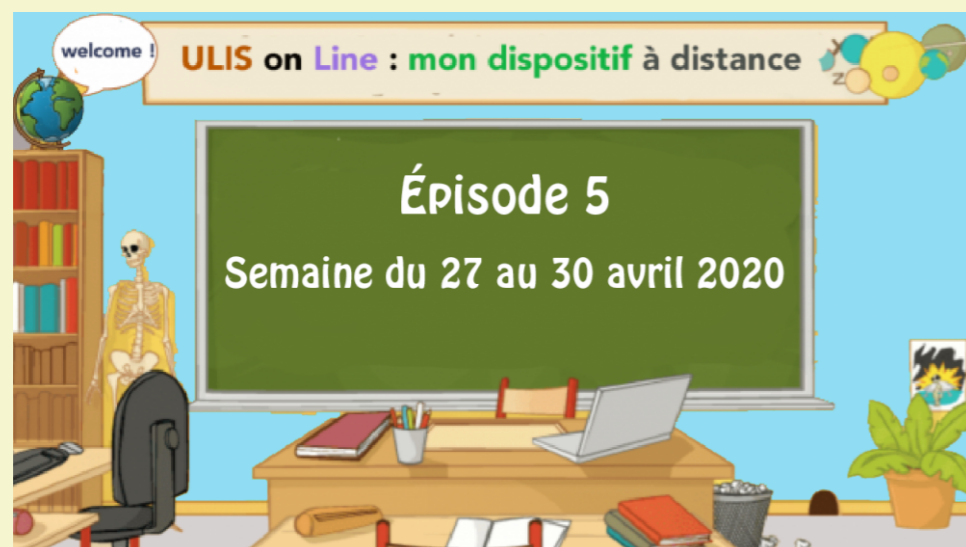 welcome !
ULIS on Line : mon dispositif à distance
Épisode 5
Semaine du 27 au 30 avril 2020